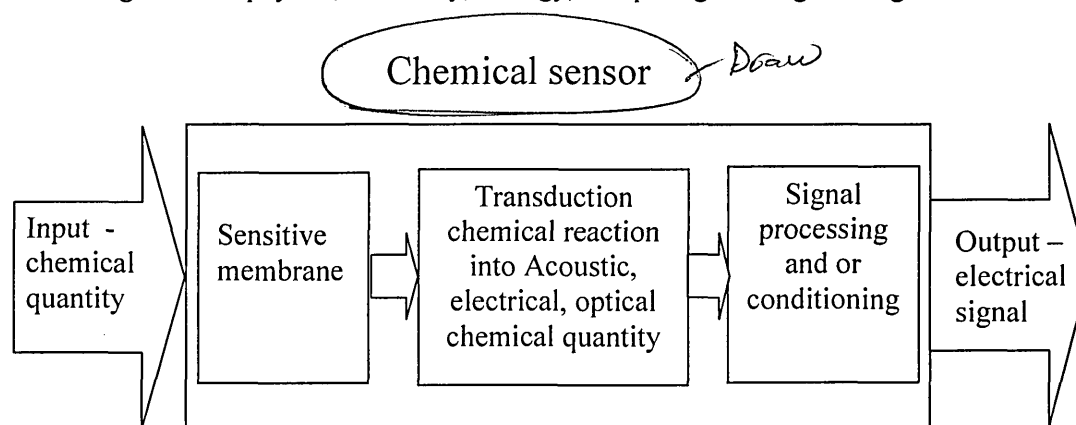 Chemical sensor
Draw
Input -
chemical
quantity
Sensitive
membrane
Transduction
chemical reaction
into Acoustic,
electrical, optical
chemical quantity
Signal
processing
and or
conditioning
Output –
electrical
signal